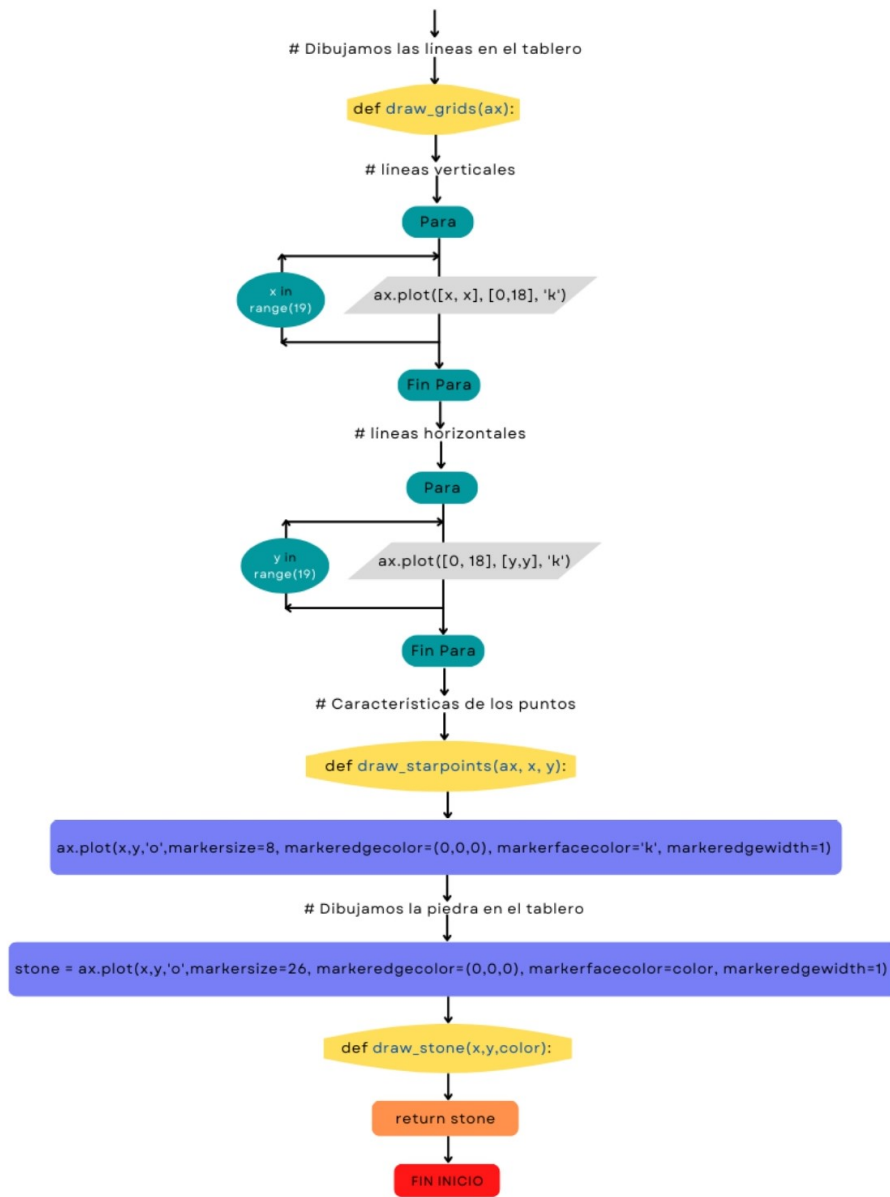 # Dibujamos las líneas en el tablero
def draw_grids(ax):
# líneas verticales
Para
x in
range(19)
ax.plot([x, x], [0,18], 'k')
Fin Para
# líneas horizontales
Para
y in
range(19)
ax.plot([0, 18], [y,y], 'k')
Fin Para
# Características de los puntos
def draw_starpoints(ax, x, y):
ax.plot(x,y,'o',markersize=8, markeredgecolor=(0,0,0), markerfacecolor='k', markeredgewidth=1)
# Dibujamos la piedra en el tablero
stone = ax.plot(x,y,'o',markersize=26, markeredgecolor=(0,0,0), markerfacecolor=color, markeredgewidth=1)
def draw_stone(x,y,color):
return stone
FIN INICIO